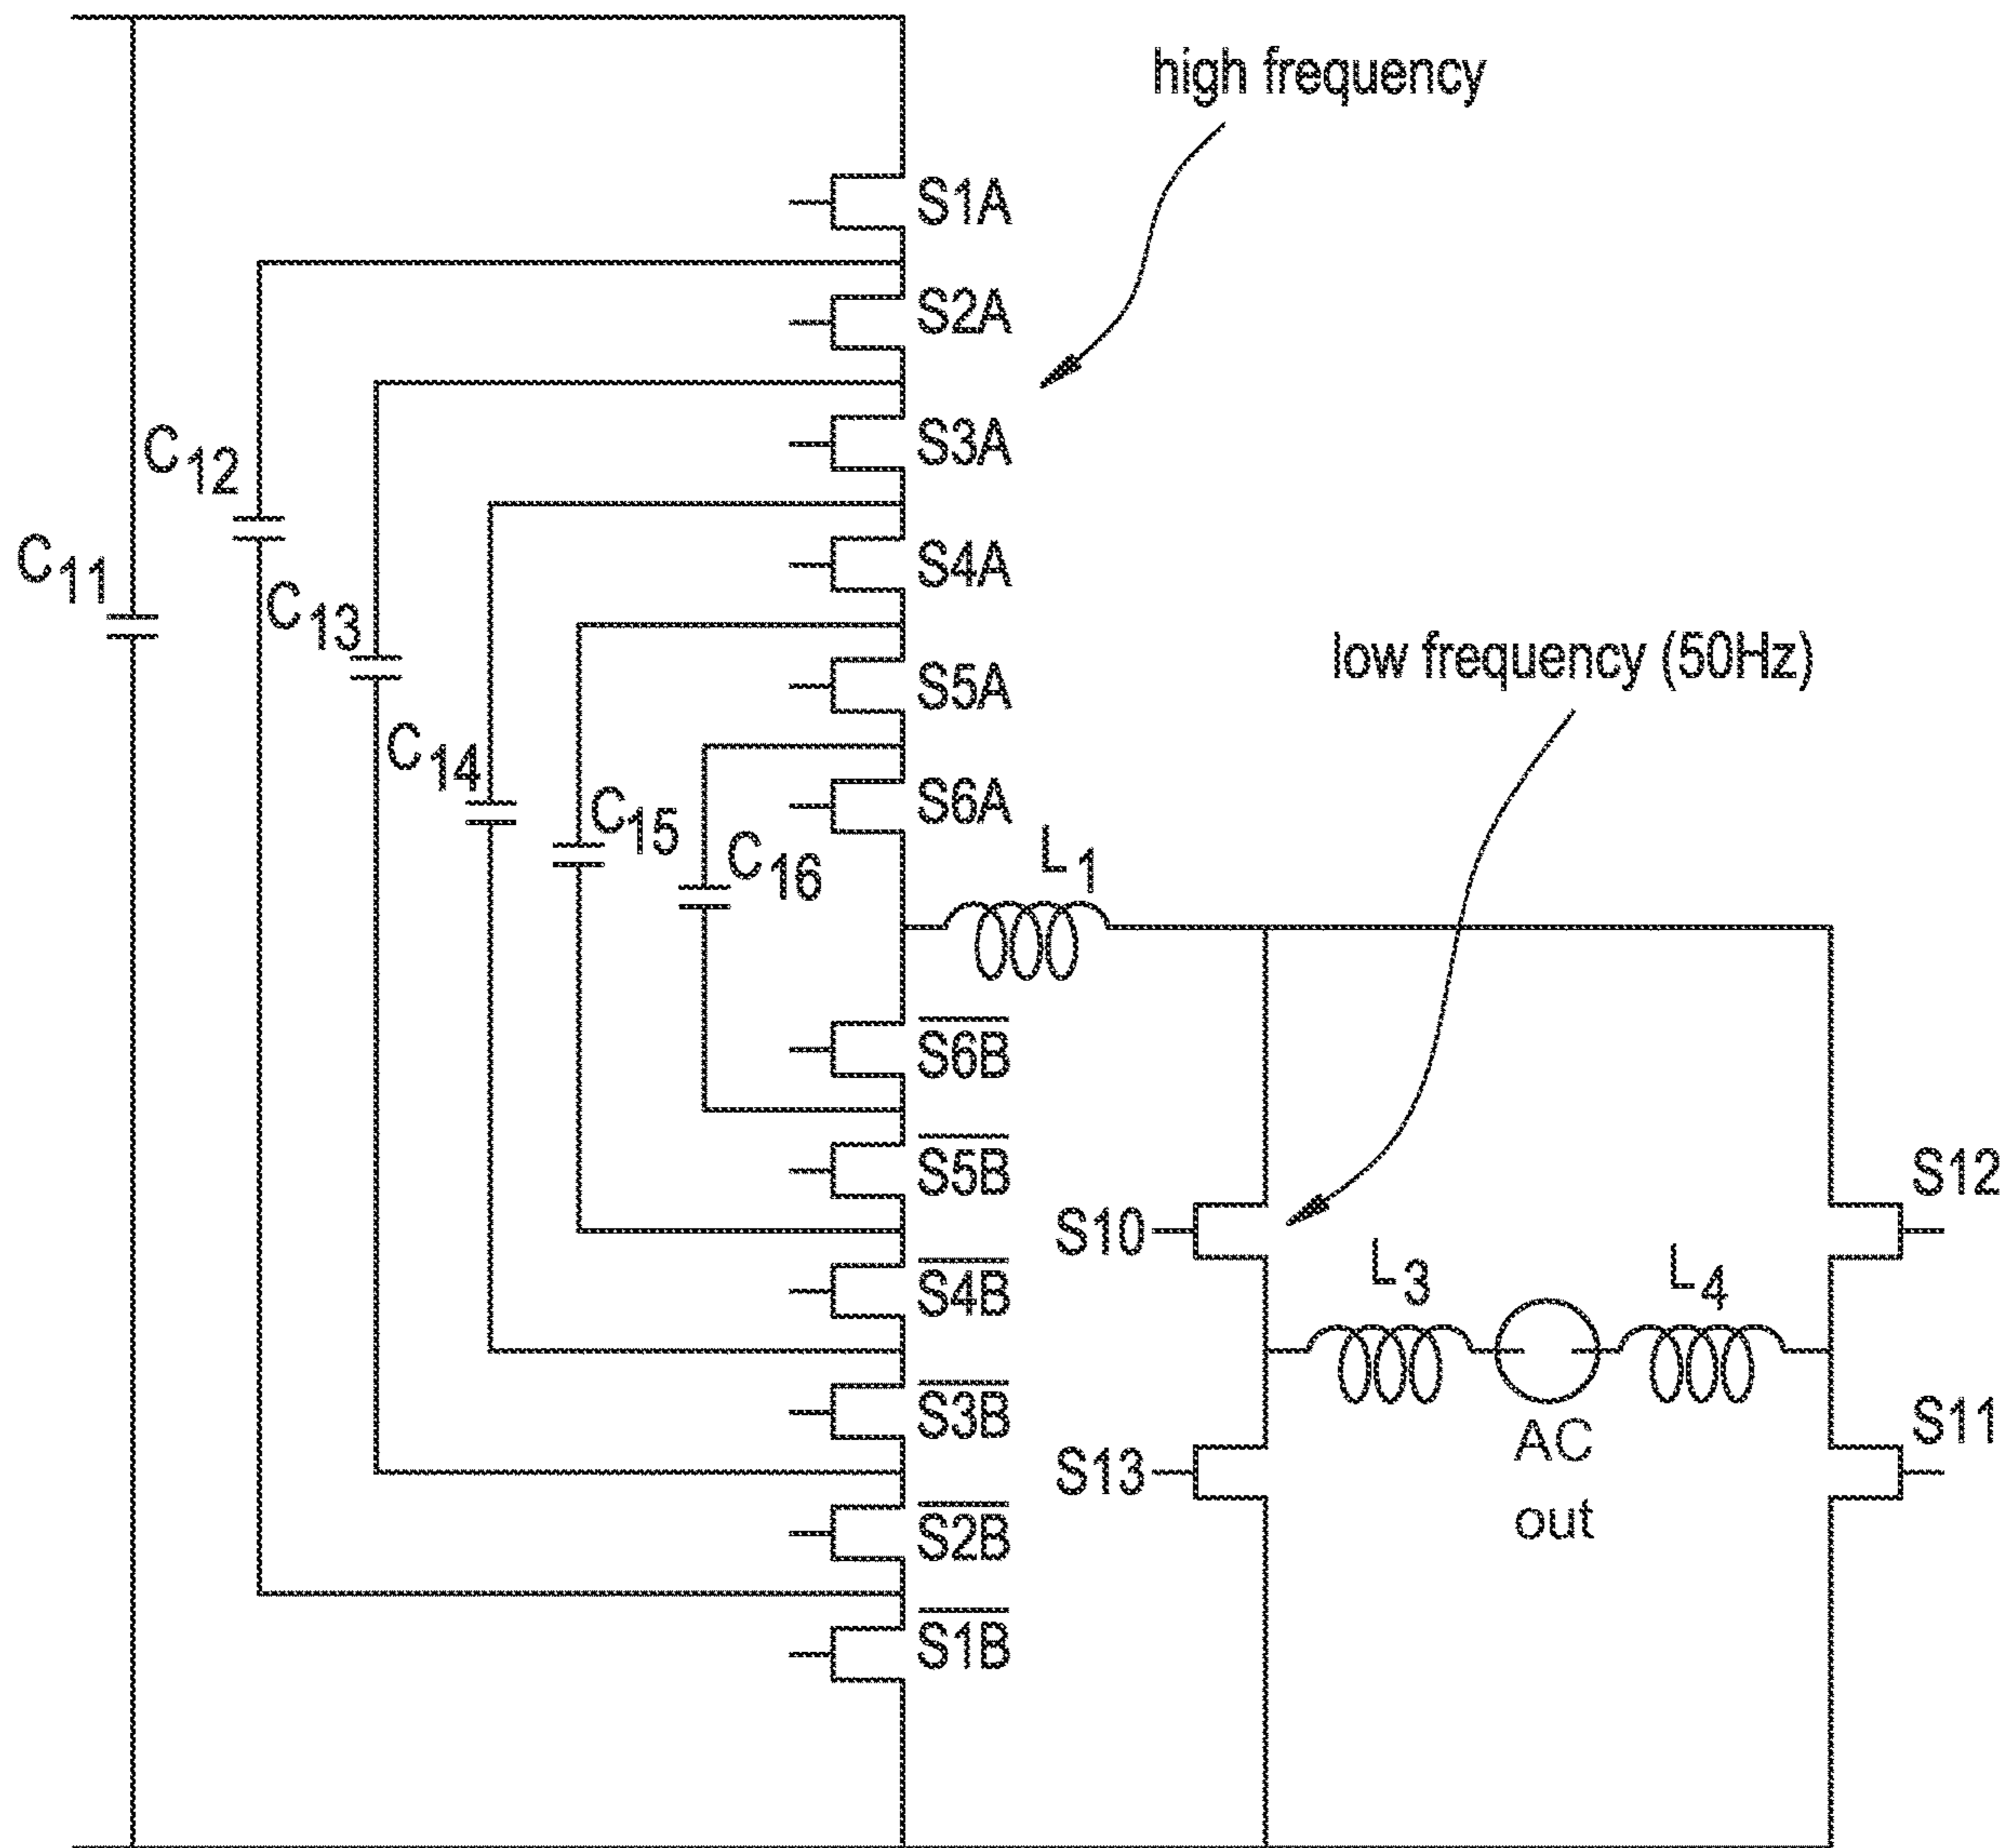 high frequency
S1A
S2A
S3A
C12
S4A
C11
C13
low frequency (50Hz)
S5A
C14
S6A
C15
C16
L1
S6B
S5B
S12
S10
S4B
L3
L4
S3B
S11
S13
AC
out
S2B
S1B